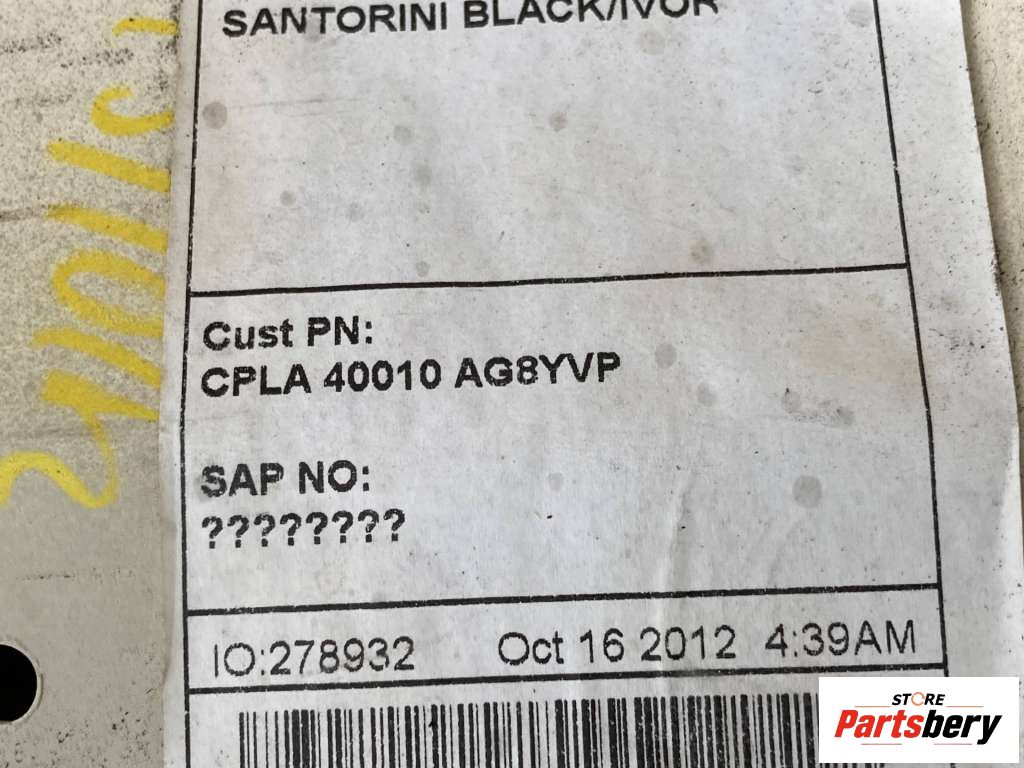 SANTORINI BLACK/IVOR
Cust PN:
CPLA 40010 AG8YVP
SAP NO:
????????
IO:278932 Oct 16 2012 4:39AM
STORE
Partsbery